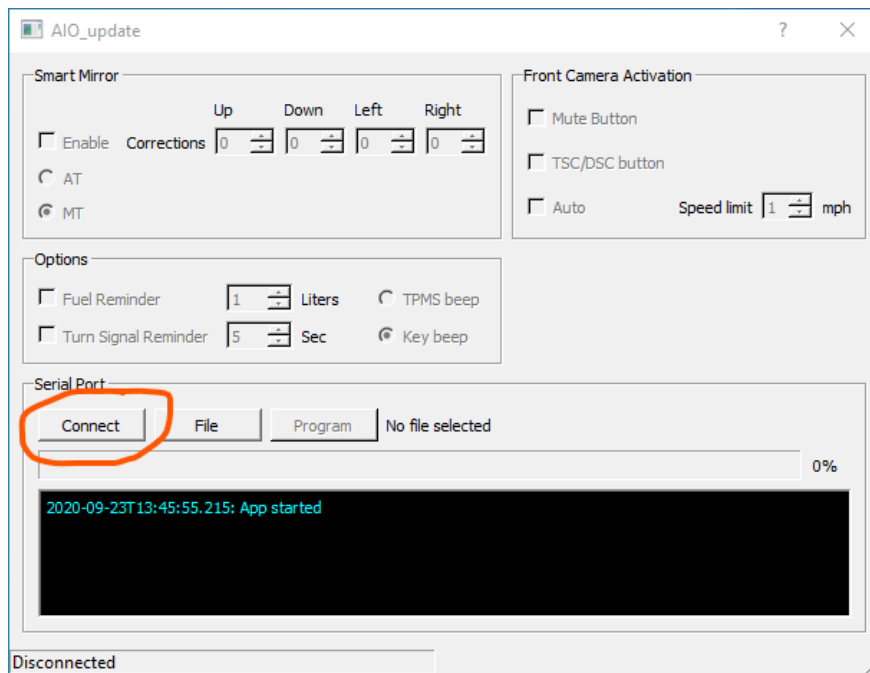 AIO_update
Smart Mirror
Up Down Left Right
Enable Corrections 0 0 0 0
AT
MT
Front Camera Activation
Mute Button
TSC/DSC button
Auto Speed limit 1 mph
Options
Fuel Reminder 1 Liters TPMS beep
Turn Signal Reminder 5 Sec Key beep
Serial Port
Connect File Program No file selected
0%
2020-09-23T13:45:55.215: App started
Disconnected